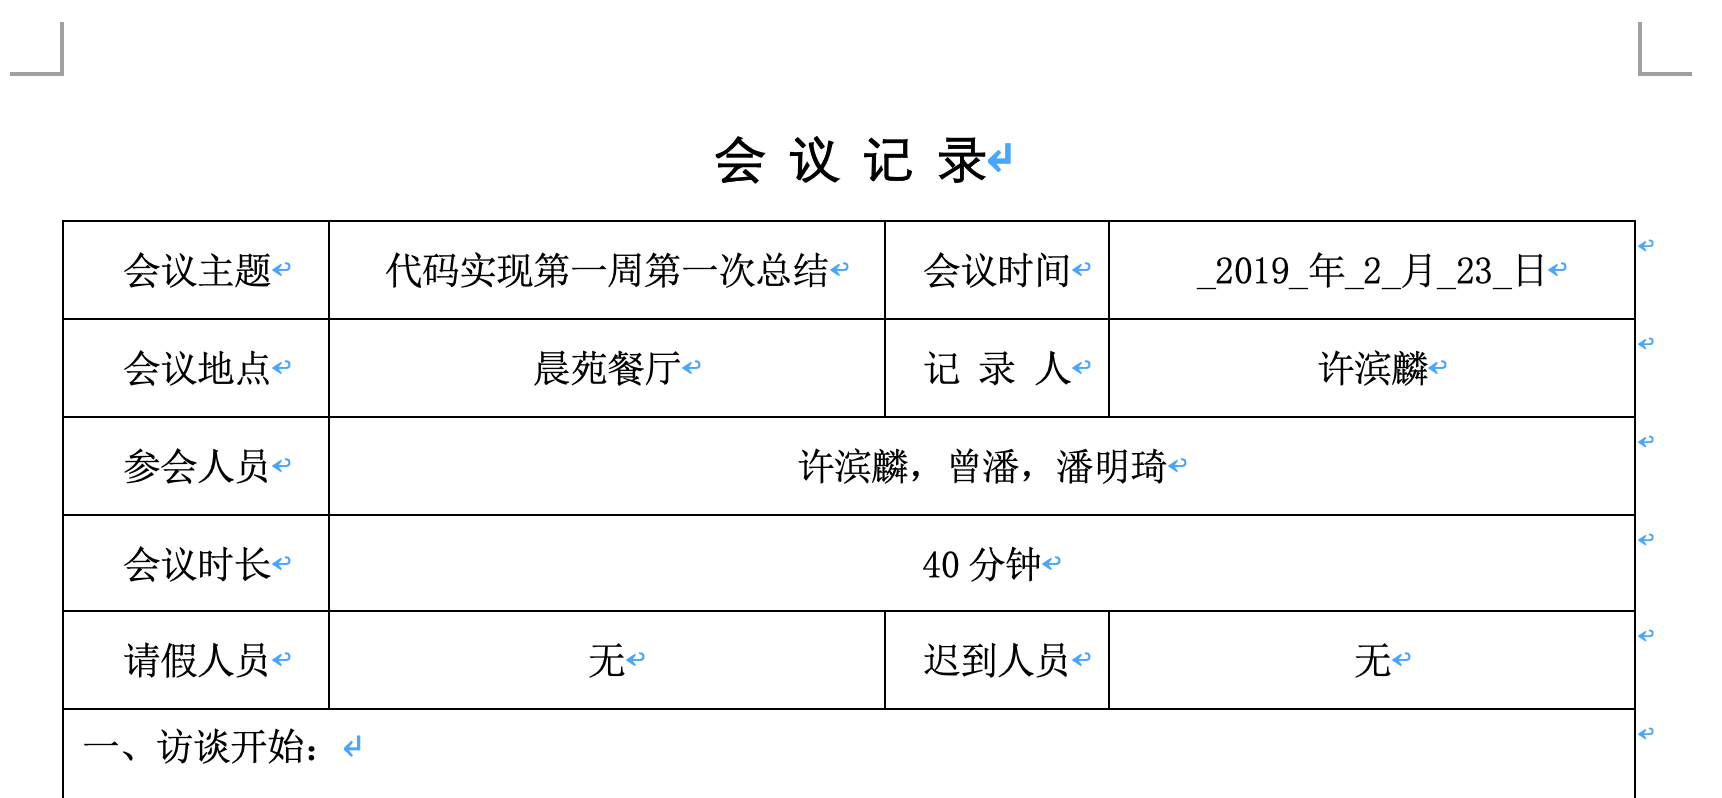 会 议 记 录
会议主题 代码实现第一周第一次总结 会议时间 _2019_年_2_月_23_日
会议地点 晨苑餐厅 记 录 人 许滨麟
参会人员 许滨麟，曾潘，潘明琦
会议时长 40 分钟
请假人员 无 迟到人员 无
一、访谈开始：